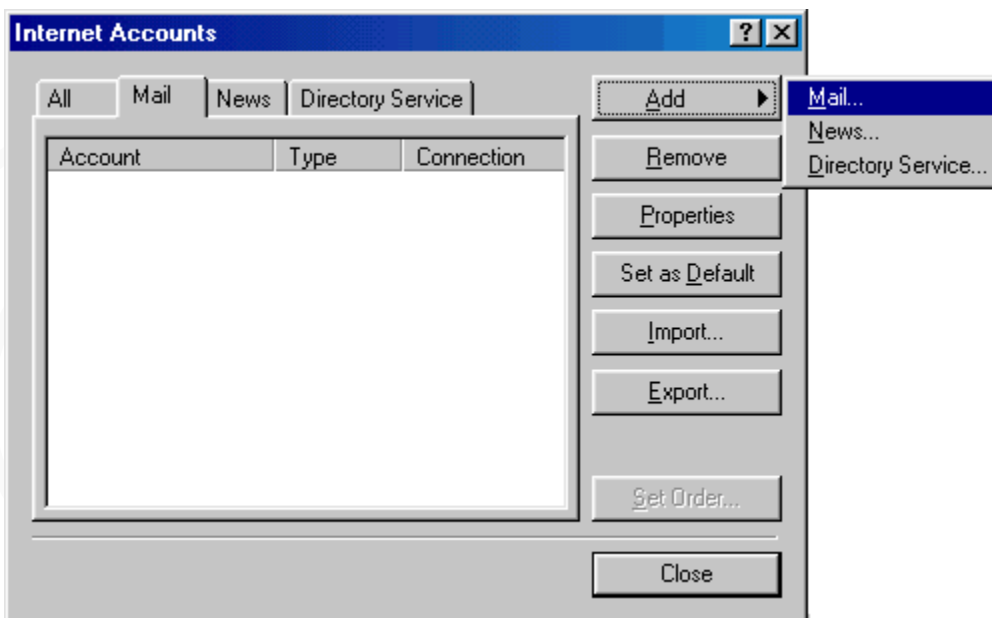 Internet Accounts
All Mail News Directory Service
Account Type Connection
Add
Remove
Properties
Set as Default
Import...
Export...
Set Order...
Close
Mail...
News...
Directory Service...